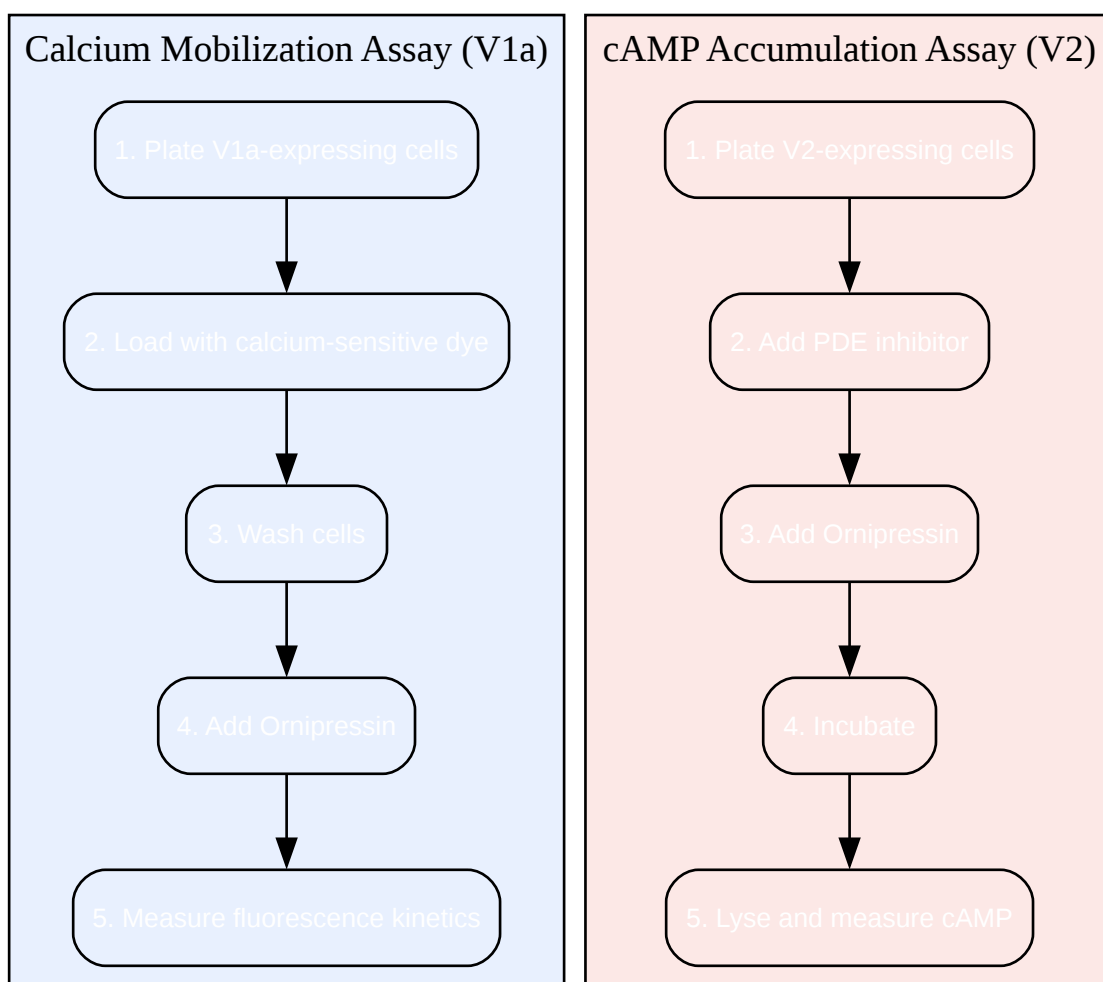 Calcium Mobilization Assay (V1a)
1. Plate V1a-expressing cells
2. Load with calcium-sensitive dye
3. Wash cells
4. Add Ornipressin
5. Measure fluorescence kinetics
cAMP Accumulation Assay (V2)
1. Plate V2-expressing cells
2. Add PDE inhibitor
3. Add Ornipressin
4. Incubate
5. Lyse and measure cAMP